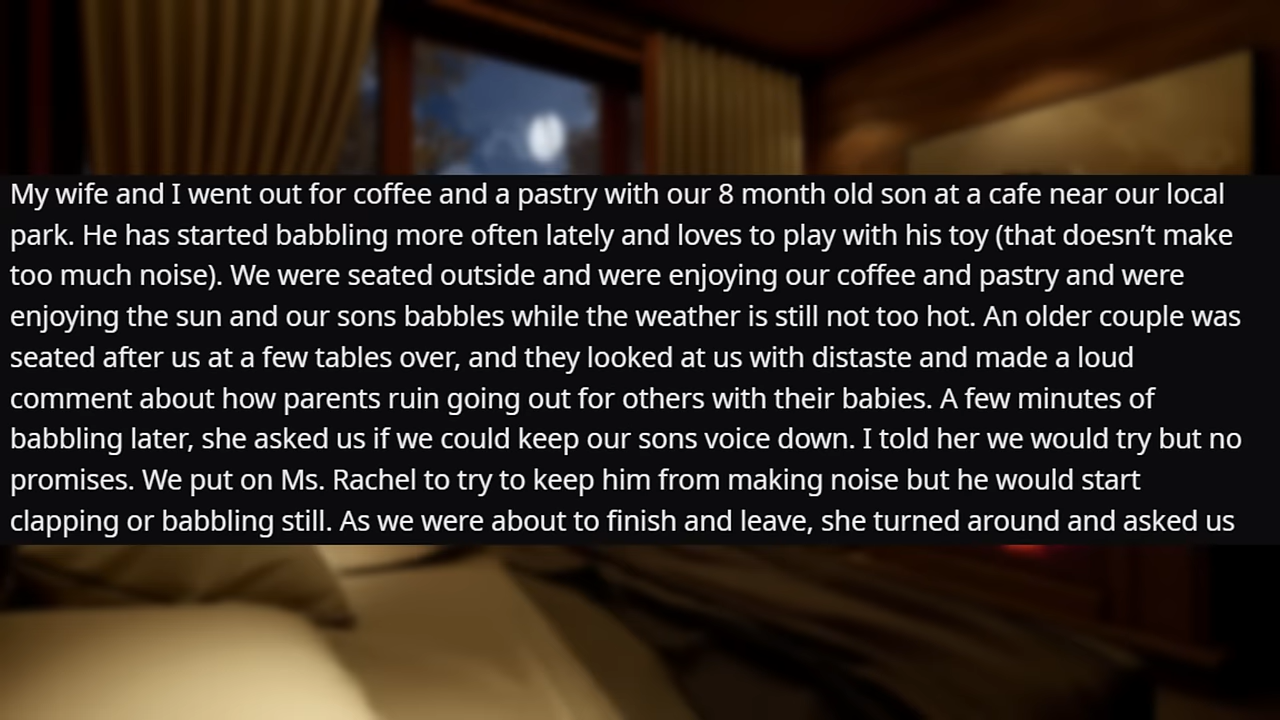 My wife and I went out for coffee and a pastry with our 8 month old son at a cafe near our local
park. He has started babbling more often lately and loves to play with his toy (that doesn’t make
too much noise). We were seated outside and were enjoying our coffee and pastry and were
enjoying the sun and our sons babbles while the weather is still not too hot. An older couple was
seated after us at a few tables over, and they looked at us with distaste and made a loud
comment about how parents ruin going out for others with their babies. A few minutes of
babbling later, she asked us if we could keep our sons voice down. I told her we would try but no
promises. We put on Ms. Rachel to try to keep him from making noise but he would start
clapping or babbling still. As we were about to finish and leave, she turned around and asked us